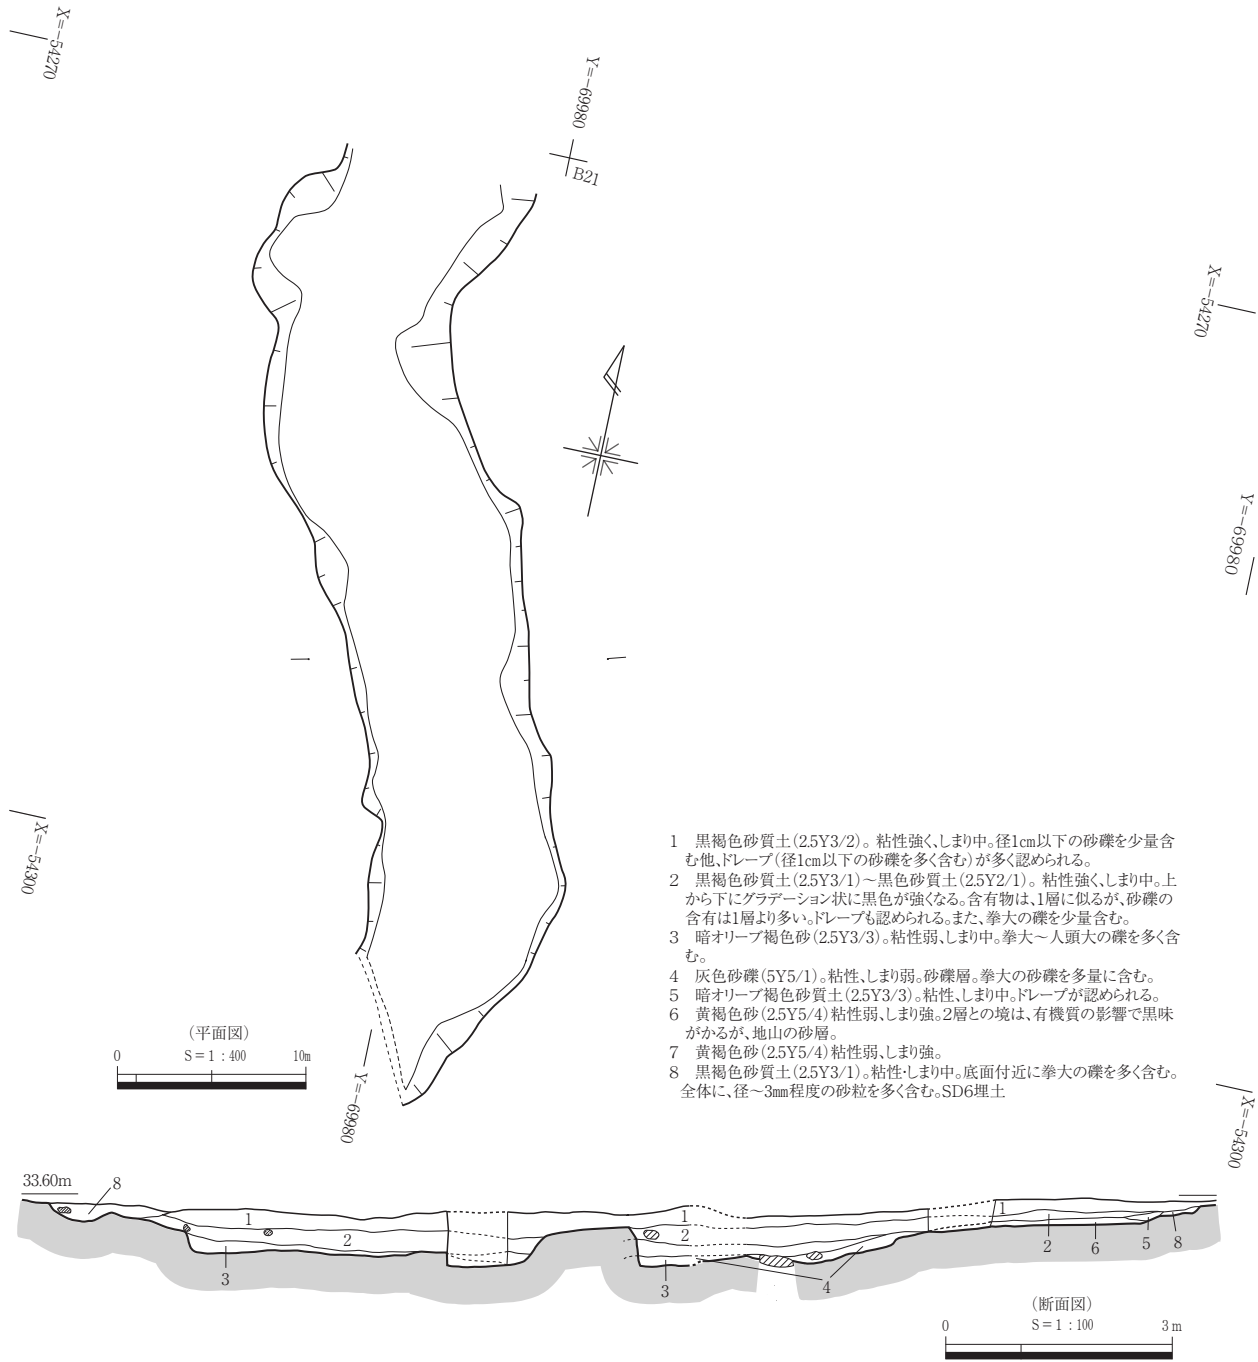 X=-54270
Y=-69980
B21
X=-54270
Y=-69980
X=-54300
1 黒褐色砂質土(2.5Y3/2)。粘性強く、しまり中。径1cm以下の砂礫を少量含
む他、ドレープ(径1cm以下の砂礫を多く含む)が多く認められる。
2 黒褐色砂質土(2.5Y3/1)～黒色砂質土(2.5Y2/1)。粘性強く、しまり中。上
から下にグラデーション状に黒色が強くなる。含有物は、1層に似るが、砂礫の
含有は1層より多い。ドレープも認められる。また、拳大の礫を少量含む。
3 暗オリーブ褐色砂(2.5Y3/3)。粘性弱、しまり中。拳大～人頭大の礫を多く含
む。
4 灰色砂礫(5Y5/1)。粘性、しまり弱。砂礫層。拳大の砂礫を多量に含む。
5 暗オリーブ褐色砂質土(2.5Y3/3)。粘性、しまり中。ドレープが認められる。
6 黄褐色砂(2.5Y5/4)粘性弱、しまり強。2層との境は、有機質の影響で黒味
がかるが、地山の砂層。
7 黄褐色砂(2.5Y5/4)粘性弱、しまり強。
8 黒褐色砂質土(2.5Y3/1)。粘性・しまり中。底面付近に拳大の礫を多く含む。
全体に、径～3mm程度の砂粒を多く含む。SD6埋土
(平面図)
0 S=1:400 10m
Y=-69980
X=-54300
33.60m
8
1
2
3
1
2
3
4
1
2
6
5
8
(断面図)
0 S=1:100 3m